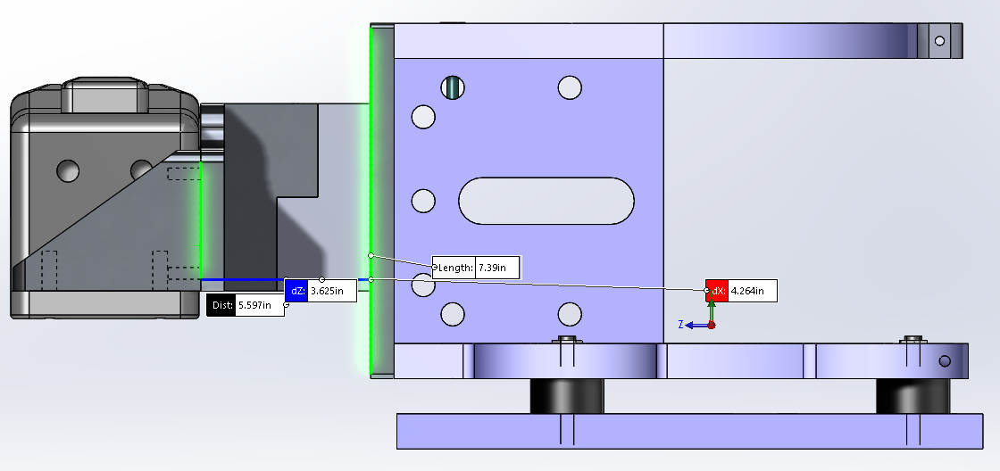 Length: 7.39in
dZ: 3.625in
dX: 4.264in
Dist: 5.597in
Z